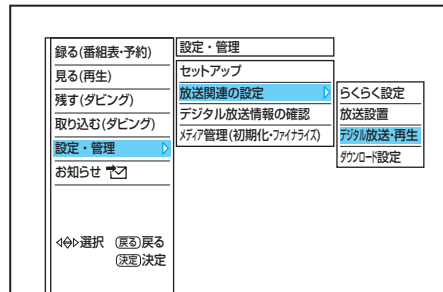 録る(番組表・予約)
見る(再生)
残す(ダビング)
取り込む(ダビング)
設定・管理
お知らせ
選択 戻る戻る
決定決定
設定・管理
セットアップ
放送関連の設定
デジタル放送情報の確認
メディア管理(初期化・ファイナライズ)
らくらく設定
放送設置
デジタル放送・再生
ダウンロード設定